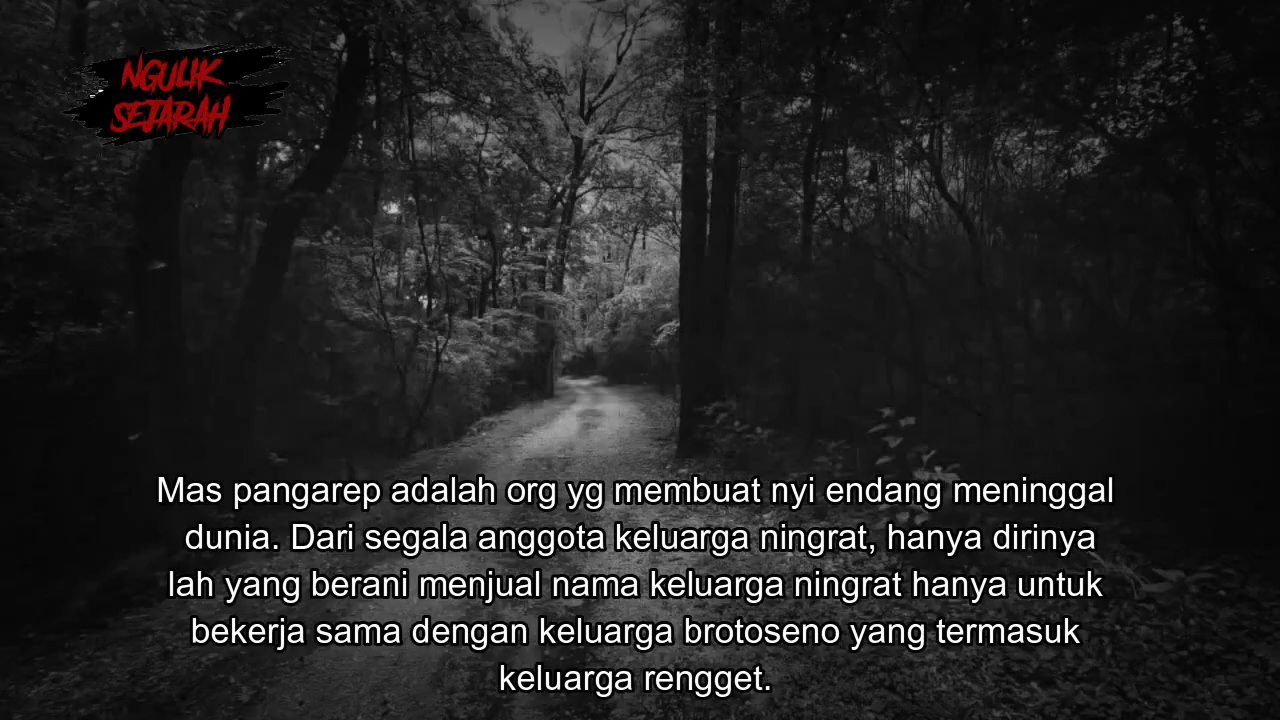 NGULIK
SEJARAH
Mas pangarep adalah org yg membuat nyi endang meninggal
dunia. Dari segala anggota keluarga ningrat, hanya dirinya
lah yang berani menjual nama keluarga ningrat hanya untuk
bekerja sama dengan keluarga brotoseno yang termasuk
keluarga rengget.